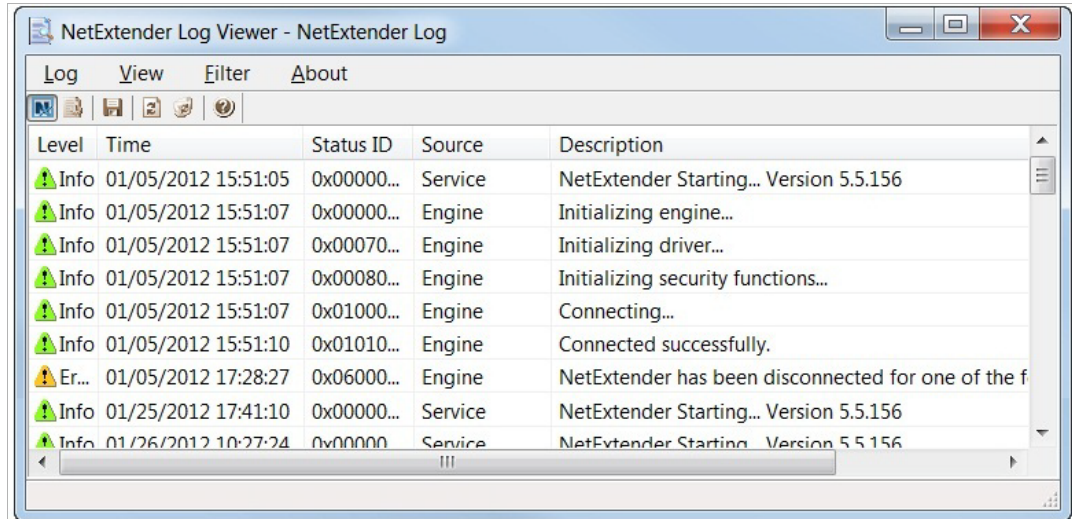 NetExtender Log Viewer - NetExtender Log
Log View Filter About
Level Time Status ID Source Description
Info 01/05/2012 15:51:05 0x00000... Service NetExtender Starting... Version 5.5.156
Info 01/05/2012 15:51:07 0x00000... Engine Initializing engine...
Info 01/05/2012 15:51:07 0x00070... Engine Initializing driver...
Info 01/05/2012 15:51:07 0x00080... Engine Initializing security functions...
Info 01/05/2012 15:51:07 0x01000... Engine Connecting...
Info 01/05/2012 15:51:10 0x01010... Engine Connected successfully.
Er... 01/05/2012 17:28:27 0x06000... Engine NetExtender has been disconnected for one of the f
Info 01/25/2012 17:41:10 0x00000... Service NetExtender Starting... Version 5.5.156
Info 01/26/2012 10:27:24 0x00000... Service NetExtender Starting... Version 5.5.156